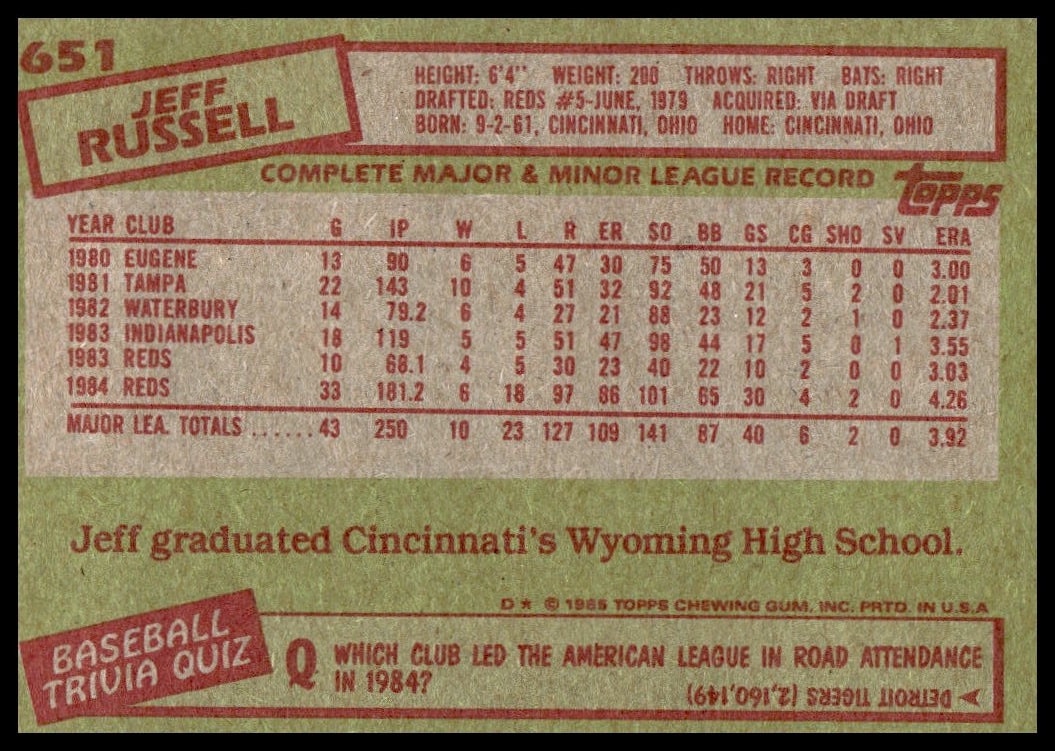 651
JEFF
RUSSELL
HEIGHT: 6'4" WEIGHT: 200 THROWS: RIGHT BATS: RIGHT
DRAFTED: REDS #5-JUNE, 1979 ACQUIRED: VIA DRAFT
BORN: 9-2-61, CINCINNATI, OHIO HOME: CINCINNATI, OHIO
COMPLETE MAJOR & MINOR LEAGUE RECORD
topps
YEAR CLUB G IP W L R ER SO BB GS CG SHO SV ERA
1980 EUGENE 13 90 6 5 47 30 75 50 13 3 0 0 3.00
1981 TAMPA 22 143 10 4 51 32 92 48 21 5 2 0 2.01
1982 WATERBURY 14 79.2 6 4 27 21 88 23 12 2 1 0 2.37
1983 INDIANAPOLIS 18 119 5 5 51 47 98 44 17 5 0 1 3.55
1983 REDS 10 68.1 4 5 30 23 40 22 10 2 0 0 3.03
1984 REDS 33 181.2 6 18 97 86 101 65 30 4 2 0 4.26
MAJOR LEA. TOTALS ...... 43 250 10 23 127 109 141 87 40 6 2 0 3.92
Jeff graduated Cincinnati's Wyoming High School.
D* © 1985 TOPPS CHEWING GUM, INC. PRTD. IN U.S.A
BASEBALL
TRIVIA QUIZ
Q WHICH CLUB LED THE AMERICAN LEAGUE IN ROAD ATTENDANCE
IN 1984?
DETROIT TIGERS (2,160,149)